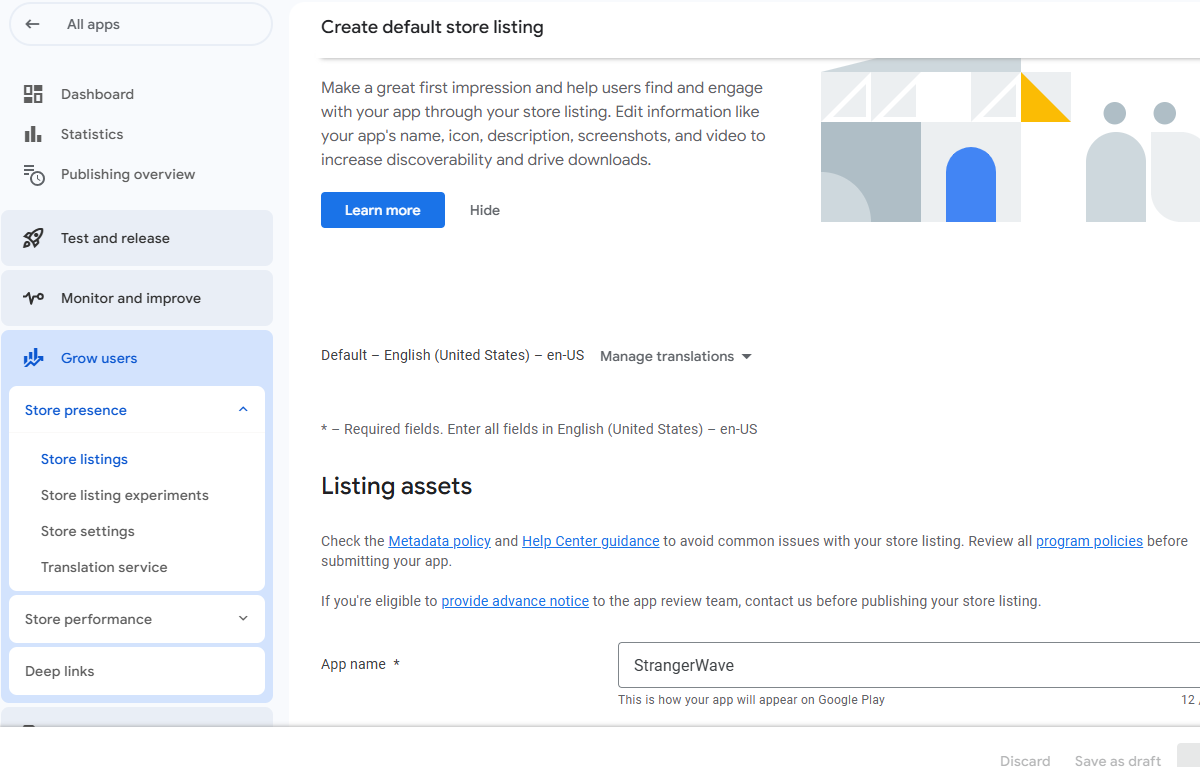 All apps
Dashboard
Statistics
Publishing overview
Test and release
Monitor and improve
Grow users
Store presence
Store listings
Store listing experiments
Store settings
Translation service
Store performance
Deep links
Create default store listing
Make a great first impression and help users find and engage
with your app through your store listing. Edit information like
your app's name, icon, description, screenshots, and video to
increase discoverability and drive downloads.
Learn more Hide
Default – English (United States) – en-US Manage translations
* – Required fields. Enter all fields in English (United States) – en-US
Listing assets
Check the Metadata policy and Help Center guidance to avoid common issues with your store listing. Review all program policies before
submitting your app.
If you're eligible to provide advance notice to the app review team, contact us before publishing your store listing.
App name *
StrangerWave
This is how your app will appear on Google Play 12 /
Discard Save as draft